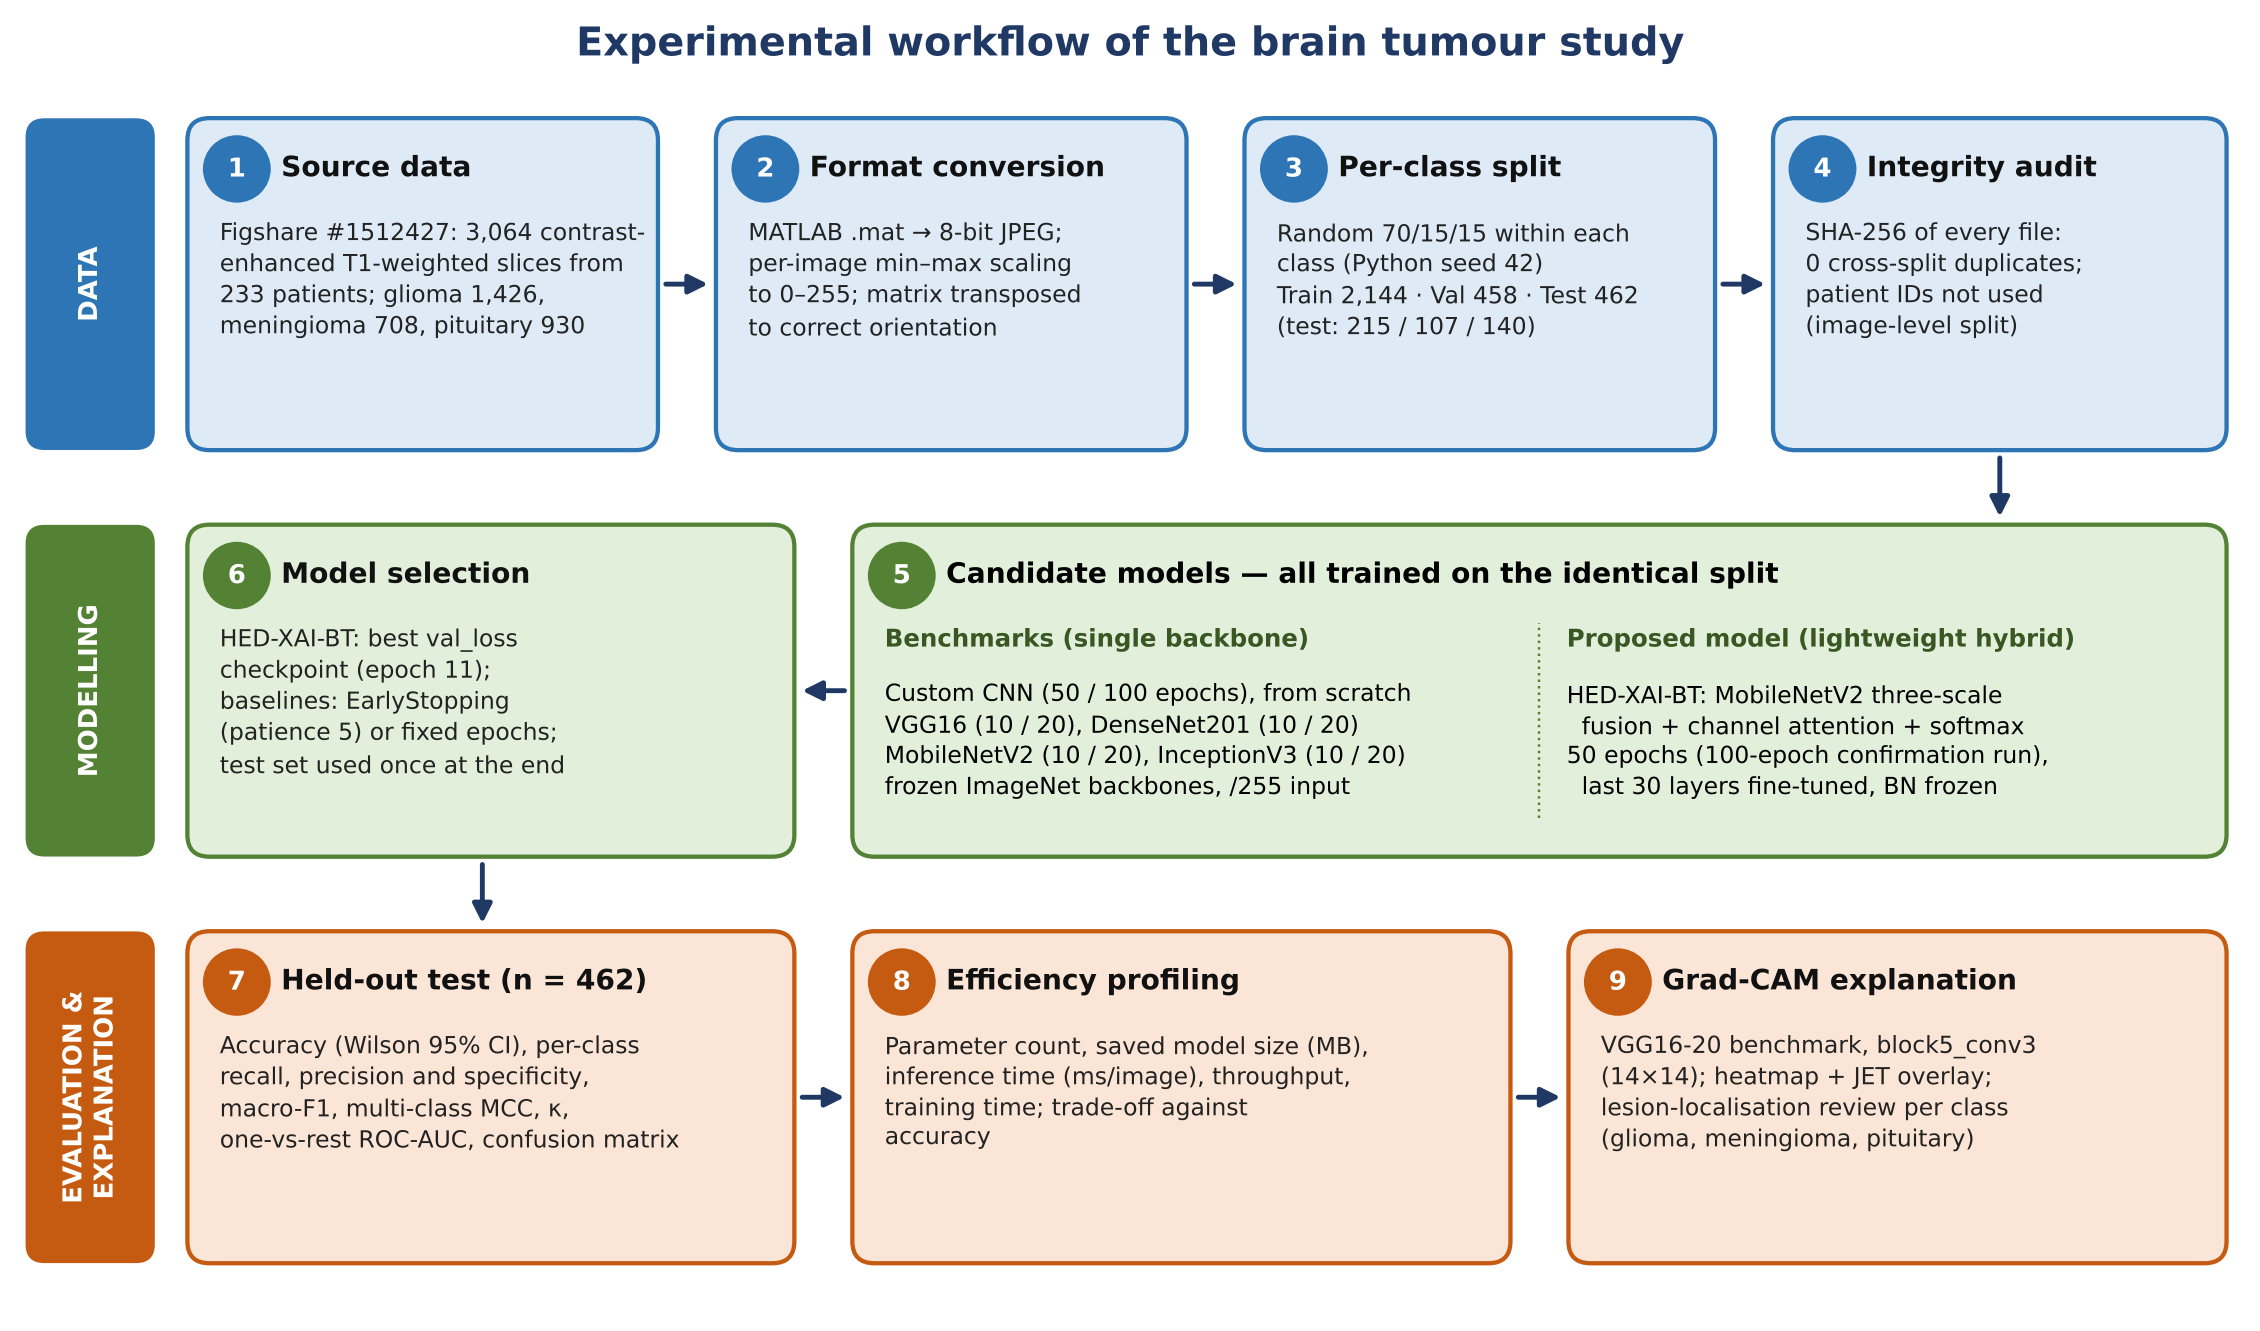 Experimental workflow of the brain tumour study
DATA
1 Source data
Figshare #1512427: 3,064 contrast-
enhanced T1-weighted slices from
233 patients; glioma 1,426,
meningioma 708, pituitary 930
2 Format conversion
MATLAB .mat → 8-bit JPEG;
per-image min–max scaling
to 0–255; matrix transposed
to correct orientation
3 Per-class split
Random 70/15/15 within each
class (Python seed 42)
Train 2,144 · Val 458 · Test 462
(test: 215 / 107 / 140)
4 Integrity audit
SHA-256 of every file:
0 cross-split duplicates;
patient IDs not used
(image-level split)
MODELLING
6 Model selection
HED-XAI-BT: best val_loss
checkpoint (epoch 11);
baselines: EarlyStopping
(patience 5) or fixed epochs;
test set used once at the end
5 Candidate models — all trained on the identical split
Benchmarks (single backbone)
Custom CNN (50 / 100 epochs), from scratch
VGG16 (10 / 20), DenseNet201 (10 / 20)
MobileNetV2 (10 / 20), InceptionV3 (10 / 20)
frozen ImageNet backbones, /255 input
Proposed model (lightweight hybrid)
HED-XAI-BT: MobileNetV2 three-scale
fusion + channel attention + softmax
50 epochs (100-epoch confirmation run),
last 30 layers fine-tuned, BN frozen
EVALUATION &
EXPLANATION
7 Held-out test (n = 462)
Accuracy (Wilson 95% CI), per-class
recall, precision and specificity,
macro-F1, multi-class MCC, κ,
one-vs-rest ROC-AUC, confusion matrix
8 Efficiency profiling
Parameter count, saved model size (MB),
inference time (ms/image), throughput,
training time; trade-off against
accuracy
9 Grad-CAM explanation
VGG16-20 benchmark, block5_conv3
(14×14); heatmap + JET overlay;
lesion-localisation review per class
(glioma, meningioma, pituitary)